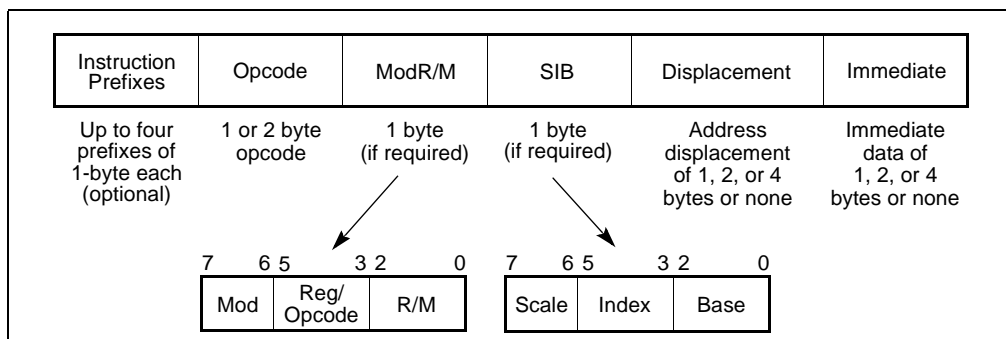 Instruction Prefixes
Opcode
ModR/M
SIB
Displacement
Immediate
Up to four prefixes of 1-byte each (optional)
1 or 2 byte opcode
1 byte (if required)
1 byte (if required)
Address displacement of 1, 2, or 4 bytes or none
Immediate data of 1, 2, or 4 bytes or none
7 6 5 3 2 0
Mod
Reg/ Opcode
R/M
7 6 5 3 2 0
Scale
Index
Base